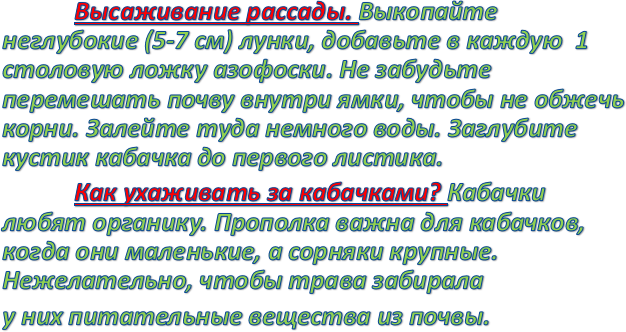 Высаживание рассады. Выкопайте
неглубокие (5-7 см) лунки, добавьте в каждую 1
столовую ложку азофоски. Не забудьте
перемешать почву внутри ямки, чтобы не обжечь
корни. Залейте туда немного воды. Заглубите
кустик кабачка до первого листика.
Как ухаживать за кабачками? Кабачки
любят органику. Прополка важна для кабачков,
когда они маленькие, а сорняки крупные.
Нежелательно, чтобы трава забирала
у них питательные вещества из почвы.